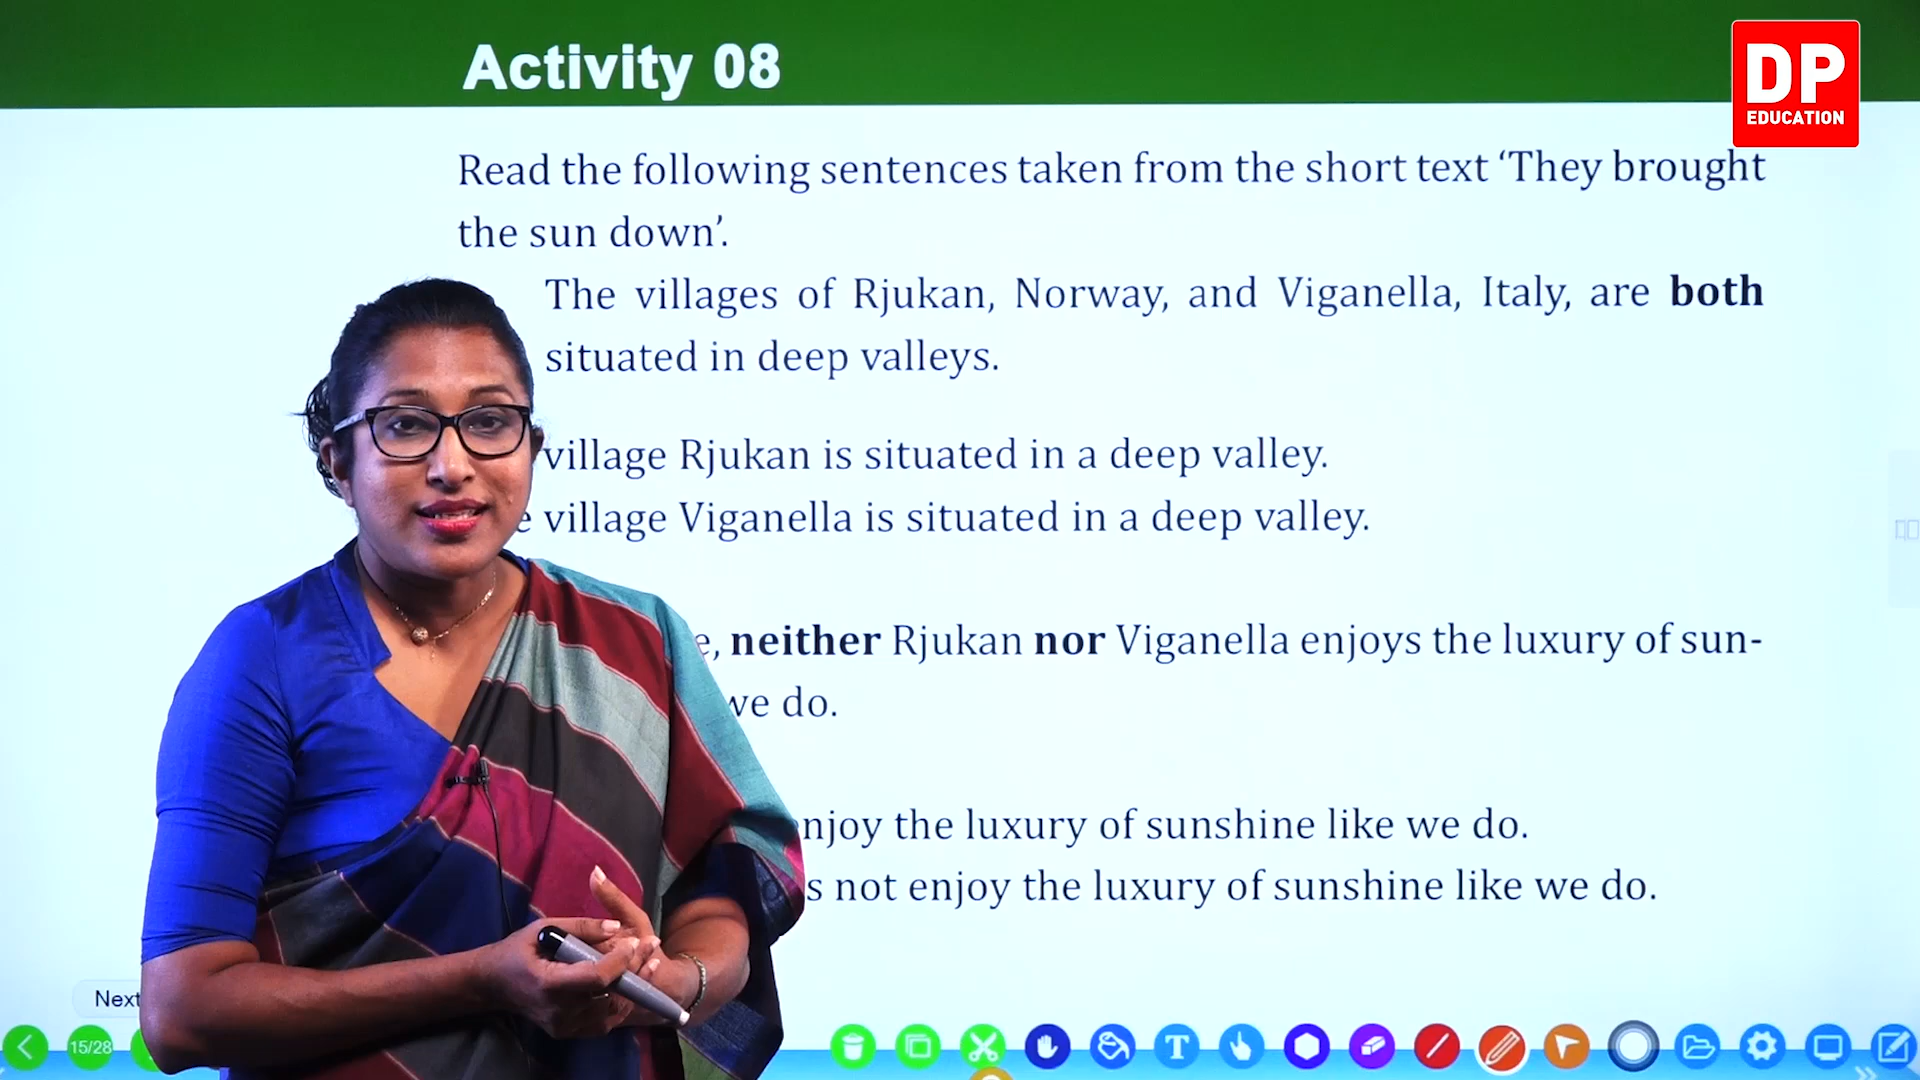 Activity 08
DP
EDUCATION
Read the following sentences taken from the short text ‘They brought
the sun down’.
The villages of Rjukan, Norway, and Viganella, Italy, are both
situated in deep valleys.
village Rjukan is situated in a deep valley.
village Viganella is situated in a deep valley.
neither Rjukan nor Viganella enjoys the luxury of sun-
we do.
enjoy the luxury of sunshine like we do.
not enjoy the luxury of sunshine like we do.
Next
15/28
T